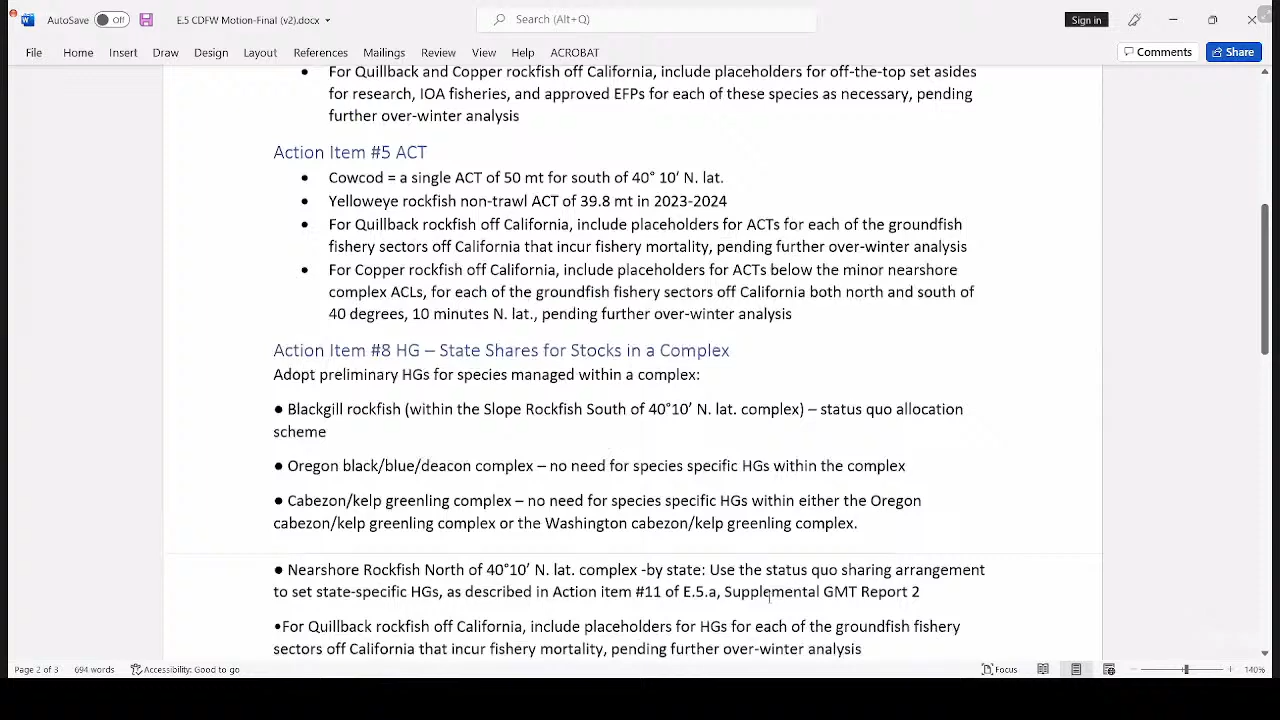 AutoSave Off E.5 CDFW Motion-Final (v2).docx Search (Alt+Q) Sign in
File Home Insert Draw Design Layout References Mailings Review View Help ACROBAT Comments Share
• For Quillback and Copper rockfish off California, include placeholders for off-the-top set asides
for research, IOA fisheries, and approved EFPs for each of these species as necessary, pending
further over-winter analysis
Action Item #5 ACT
• Cowcod = a single ACT of 50 mt for south of 40° 10′ N. lat.
• Yelloweye rockfish non-trawl ACT of 39.8 mt in 2023-2024
• For Quillback rockfish off California, include placeholders for ACTs for each of the groundfish
fishery sectors off California that incur fishery mortality, pending further over-winter analysis
• For Copper rockfish off California, include placeholders for ACTs below the minor nearshore
complex ACLs, for each of the groundfish fishery sectors off California both north and south of
40 degrees, 10 minutes N. lat., pending further over-winter analysis
Action Item #8 HG – State Shares for Stocks in a Complex
Adopt preliminary HGs for species managed within a complex:
● Blackgill rockfish (within the Slope Rockfish South of 40°10′ N. lat. complex) – status quo allocation
scheme
● Oregon black/blue/deacon complex – no need for species specific HGs within the complex
● Cabezon/kelp greenling complex – no need for species specific HGs within either the Oregon
cabezon/kelp greenling complex or the Washington cabezon/kelp greenling complex.
● Nearshore Rockfish North of 40°10′ N. lat. complex -by state: Use the status quo sharing arrangement
to set state-specific HGs, as described in Action item #11 of E.5.a, Supplemental GMT Report 2
•For Quillback rockfish off California, include placeholders for HGs for each of the groundfish fishery
sectors off California that incur fishery mortality, pending further over-winter analysis
Page 2 of 3 694 words Accessibility: Good to go Focus 140%